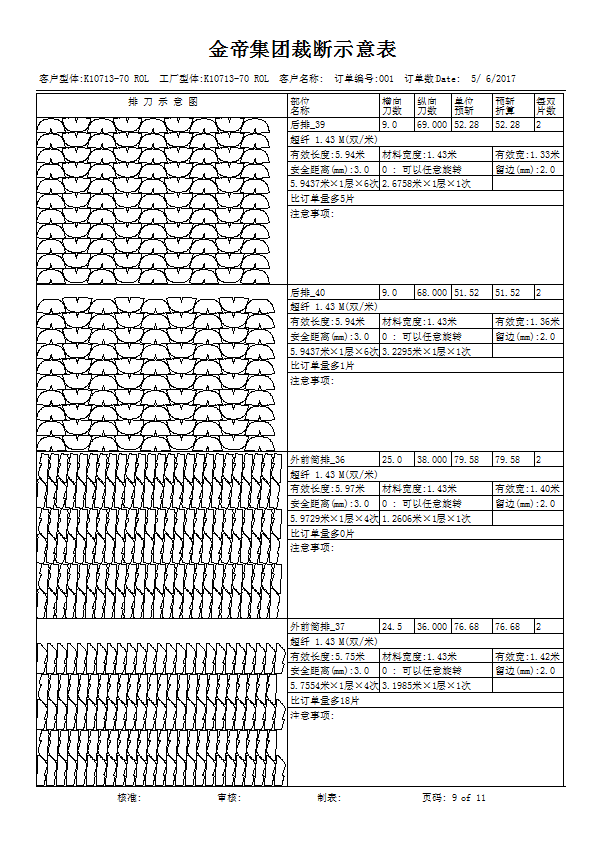 金帝集团裁断示意表
客户型体:K10713-70 ROL 工厂型体:K10713-70 ROL 客户名称: 订单编号:001 订单数Date: 5/ 6/2017
排 刀 示 意 图 部位名称 横向刀数 纵向刀数 单位预斩 预斩折算 每双片数
后排_39 9.0 69.000 52.28 52.28 2
超纤 1.43 M(双/米)
有效长度:5.94米 材料宽度:1.43米 有效宽:1.33米
安全距离(mm):3.0 0 : 可以任意旋转 留边(mm):2.0
5.9437米×1层×6次 2.6758米×1层×1次
比订单量多5片
注意事项:
后排_40 9.0 68.000 51.52 51.52 2
超纤 1.43 M(双/米)
有效长度:5.94米 材料宽度:1.43米 有效宽:1.36米
安全距离(mm):3.0 0 : 可以任意旋转 留边(mm):2.0
5.9437米×1层×6次 3.2295米×1层×1次
比订单量多1片
注意事项:
外前筒排_36 25.0 38.000 79.58 79.58 2
超纤 1.43 M(双/米)
有效长度:5.97米 材料宽度:1.43米 有效宽:1.40米
安全距离(mm):3.0 0 : 可以任意旋转 留边(mm):2.0
5.9729米×1层×4次 1.2606米×1层×1次
比订单量多0片
注意事项:
外前筒排_37 24.5 36.000 76.68 76.68 2
超纤 1.43 M(双/米)
有效长度:5.75米 材料宽度:1.43米 有效宽:1.42米
安全距离(mm):3.0 0 : 可以任意旋转 留边(mm):2.0
5.7554米×1层×4次 3.1985米×1层×1次
比订单量多18片
注意事项:
核准: 审核: 制表: 页码: 9 of 11